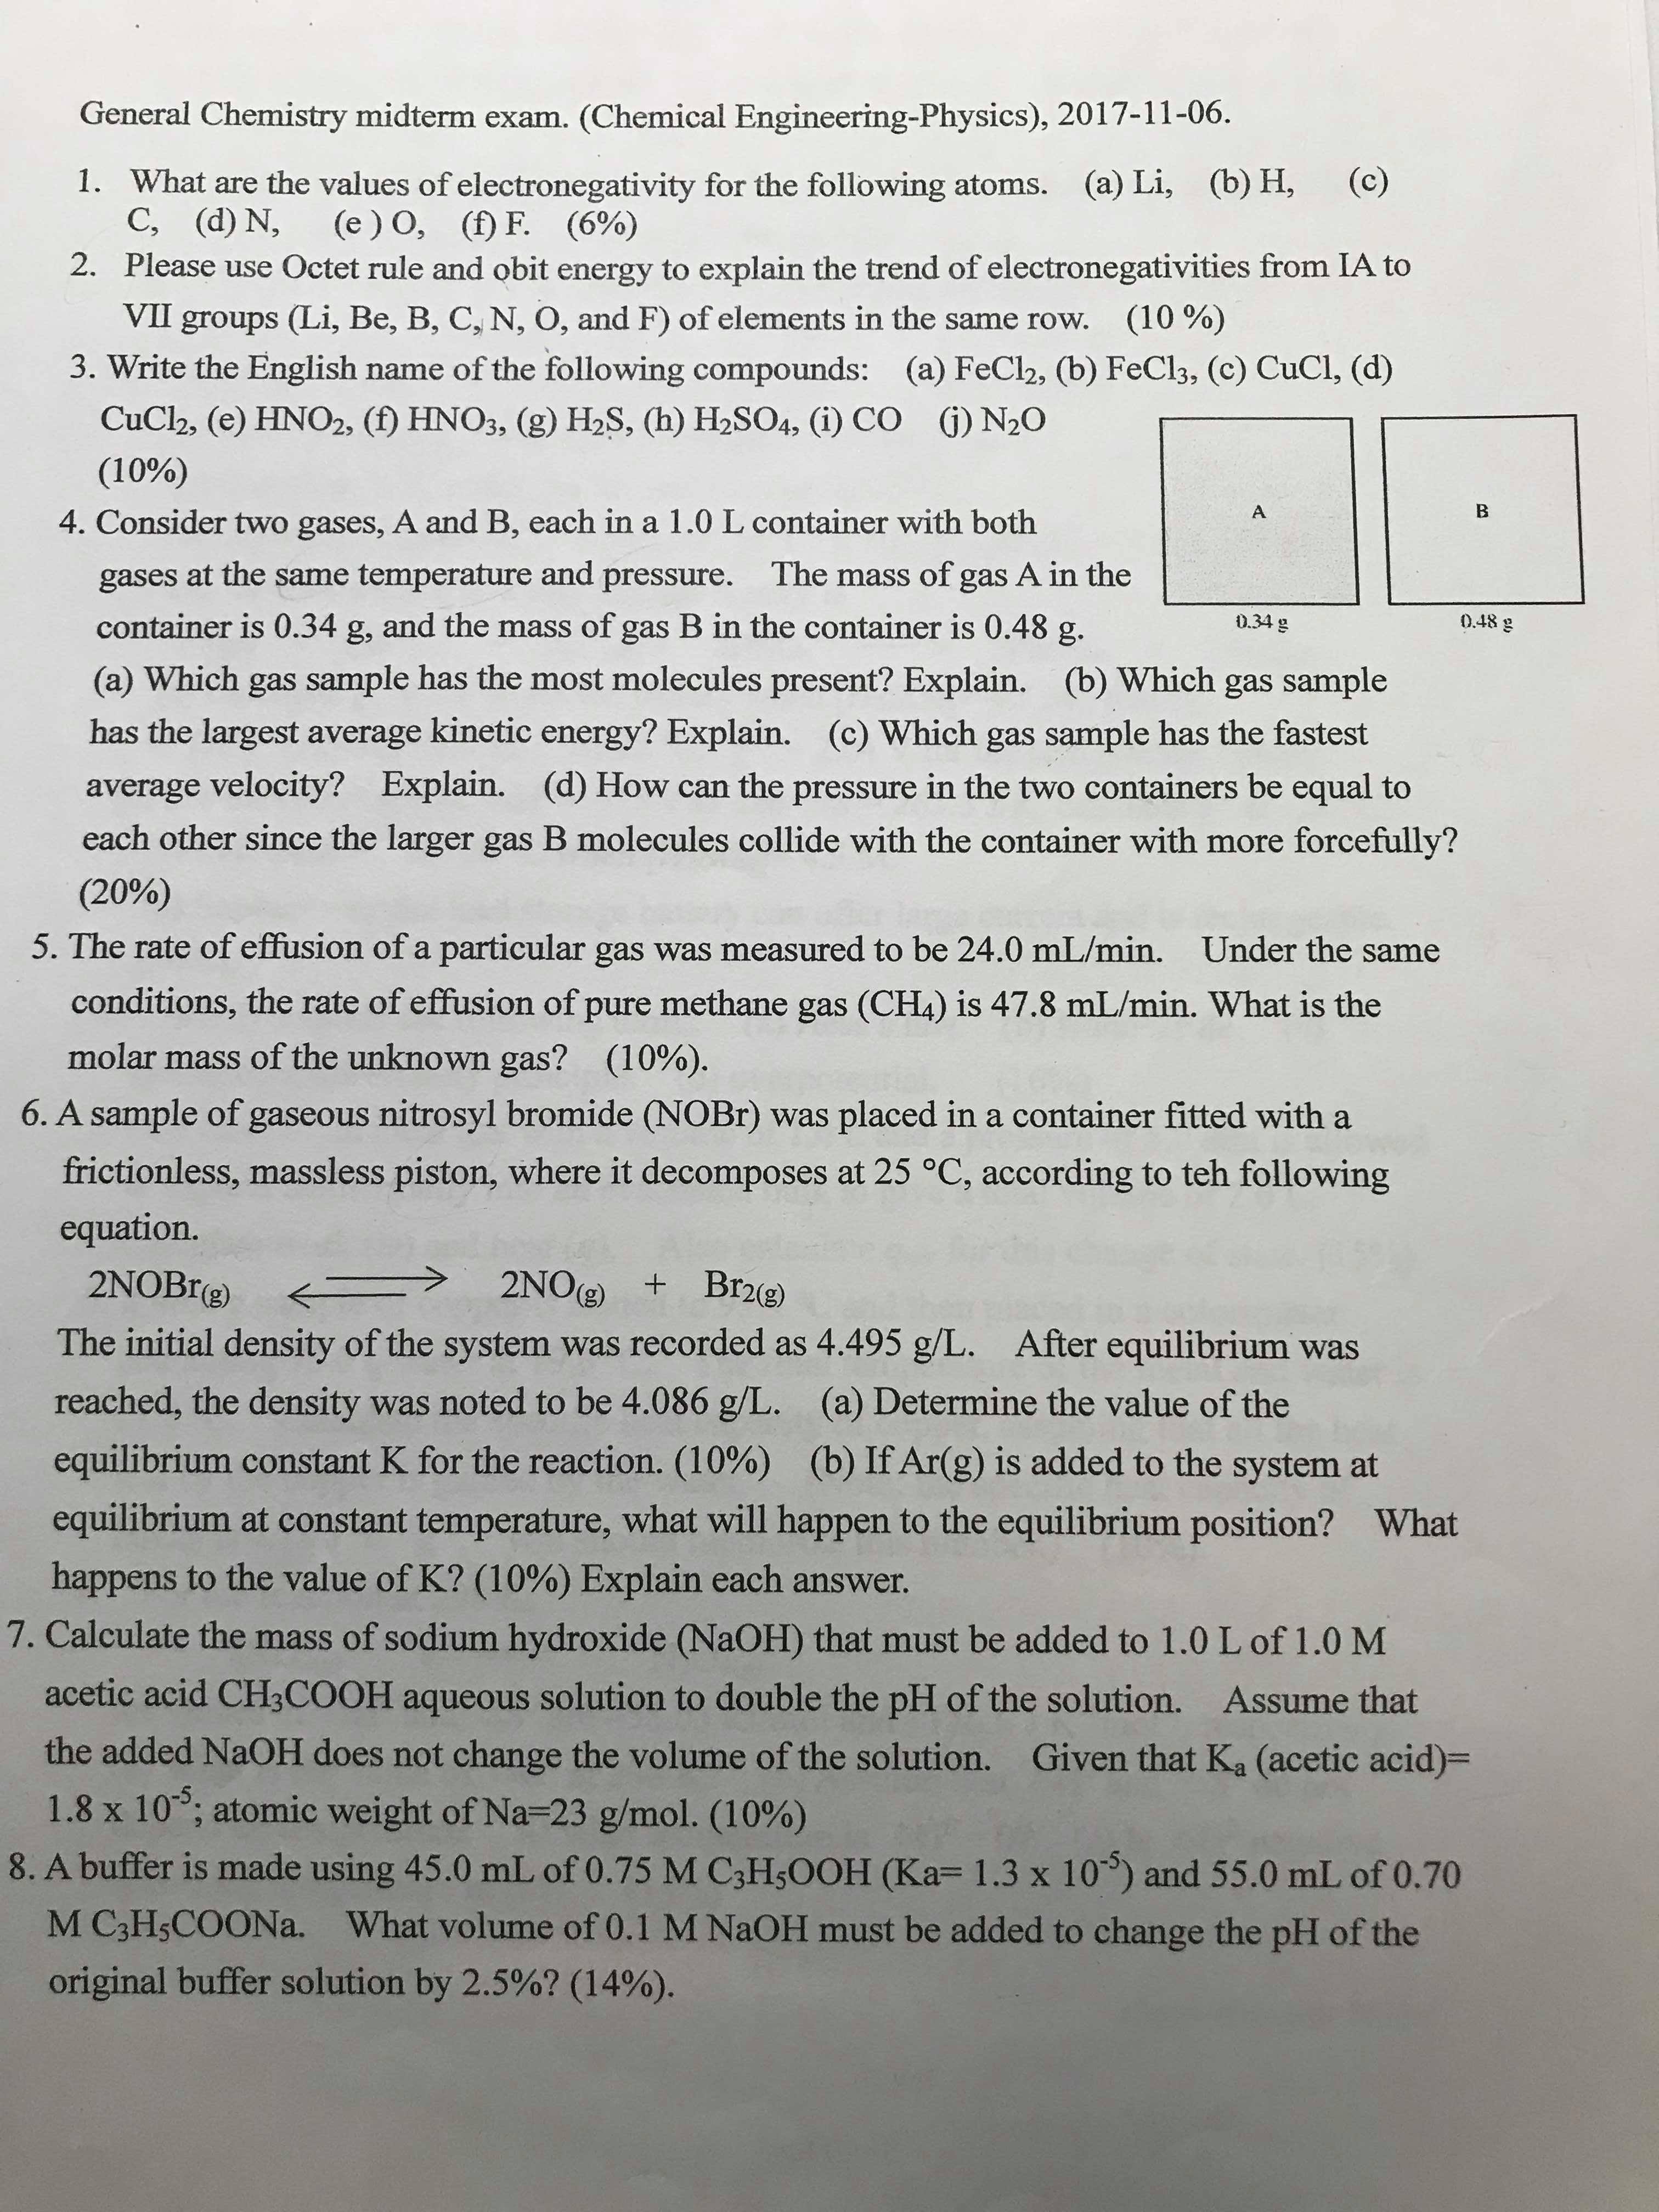 General Chemistry midterm exam. (Chemical Engineering-Physics), 2017-11-06.
1. What are the values of electronegativity for the following atoms. (a) Li, (b) H, (c)
C, (d) N, (e ) O, (f) F. (6%)
2. Please use Octet rule and obit energy to explain the trend of electronegativities from IA to
VII groups (Li, Be, B, C, N, O, and F) of elements in the same row. (10 %)
3. Write the English name of the following compounds: (a) FeCl₂, (b) FeCl₃, (c) CuCl, (d)
CuCl₂, (e) HNO₂, (f) HNO₃, (g) H₂S, (h) H₂SO₄, (i) CO (j) N₂O
(10%)
A
B
0.34 g
0.48 g
4. Consider two gases, A and B, each in a 1.0 L container with both
gases at the same temperature and pressure. The mass of gas A in the
container is 0.34 g, and the mass of gas B in the container is 0.48 g.
(a) Which gas sample has the most molecules present? Explain. (b) Which gas sample
has the largest average kinetic energy? Explain. (c) Which gas sample has the fastest
average velocity? Explain. (d) How can the pressure in the two containers be equal to
each other since the larger gas B molecules collide with the container with more forcefully?
(20%)
5. The rate of effusion of a particular gas was measured to be 24.0 mL/min. Under the same
conditions, the rate of effusion of pure methane gas (CH₄) is 47.8 mL/min. What is the
molar mass of the unknown gas? (10%).
6. A sample of gaseous nitrosyl bromide (NOBr) was placed in a container fitted with a
frictionless, massless piston, where it decomposes at 25 °C, according to teh following
equation.
2NOBr(g) ⇌ 2NO(g) + Br₂(g)
The initial density of the system was recorded as 4.495 g/L. After equilibrium was
reached, the density was noted to be 4.086 g/L. (a) Determine the value of the
equilibrium constant K for the reaction. (10%) (b) If Ar(g) is added to the system at
equilibrium at constant temperature, what will happen to the equilibrium position? What
happens to the value of K? (10%) Explain each answer.
7. Calculate the mass of sodium hydroxide (NaOH) that must be added to 1.0 L of 1.0 M
acetic acid CH₃COOH aqueous solution to double the pH of the solution. Assume that
the added NaOH does not change the volume of the solution. Given that Kₐ (acetic acid)=
1.8 x 10⁻⁵; atomic weight of Na=23 g/mol. (10%)
8. A buffer is made using 45.0 mL of 0.75 M C₃H₅OOH (Ka= 1.3 x 10⁻⁵) and 55.0 mL of 0.70
M C₃H₅COONa. What volume of 0.1 M NaOH must be added to change the pH of the
original buffer solution by 2.5%? (14%).